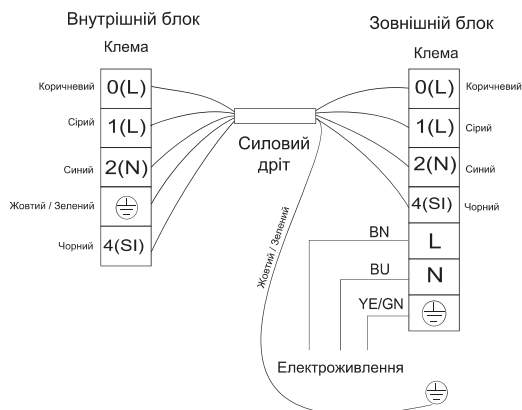 Внутрішній блок
Клема
Коричневий
0(L)
Сірий
1(L)
Синий
2(N)
Жовтий / Зелений
Чорний
4(SI)
Силовий
дріт
Жовтий / Зелений
Зовнішній блок
Клема
0(L)
Коричневий
1(L)
Сірий
2(N)
Синий
4(SI)
Чорний
BN
L
BU
N
YE/GN
Електроживлення